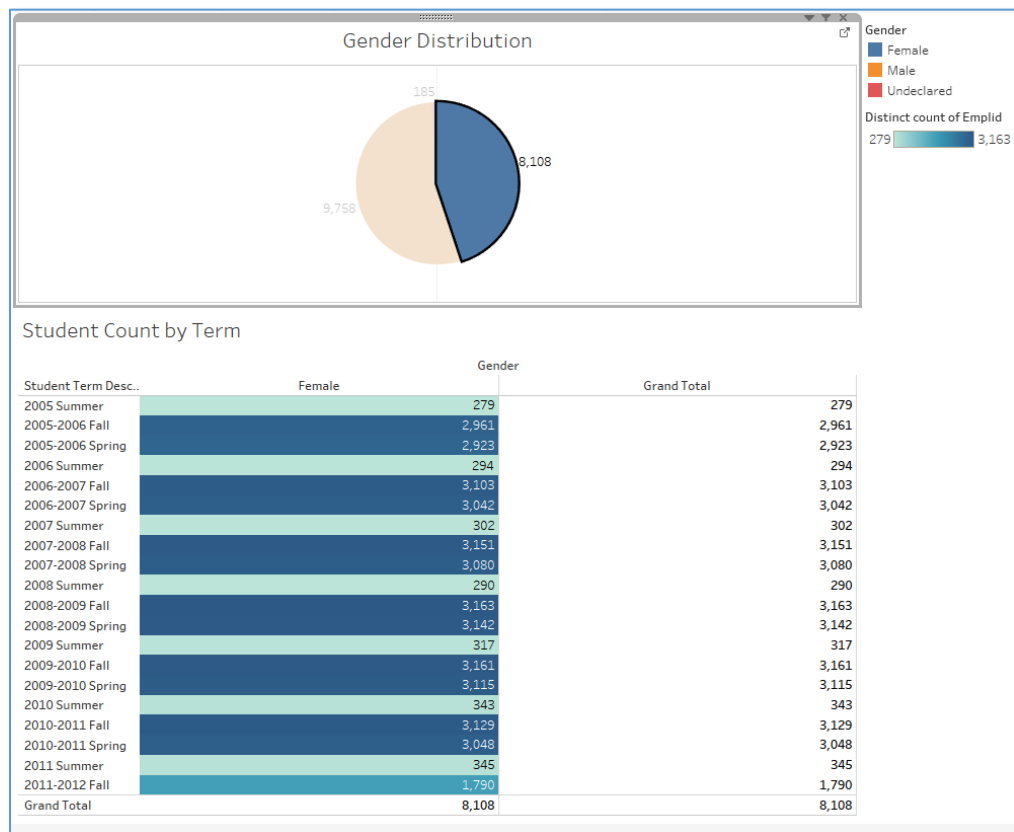 Gender Distribution
185
8,108
9,758
Gender
Female
Male
Undeclared
Distinct count of Emplid
279 3,163
Student Count by Term
Gender
Student Term Desc.. Female Grand Total
2005 Summer 279 279
2005-2006 Fall 2,961 2,961
2005-2006 Spring 2,923 2,923
2006 Summer 294 294
2006-2007 Fall 3,103 3,103
2006-2007 Spring 3,042 3,042
2007 Summer 302 302
2007-2008 Fall 3,151 3,151
2007-2008 Spring 3,080 3,080
2008 Summer 290 290
2008-2009 Fall 3,163 3,163
2008-2009 Spring 3,142 3,142
2009 Summer 317 317
2009-2010 Fall 3,161 3,161
2009-2010 Spring 3,115 3,115
2010 Summer 343 343
2010-2011 Fall 3,129 3,129
2010-2011 Spring 3,048 3,048
2011 Summer 345 345
2011-2012 Fall 1,790 1,790
Grand Total 8,108 8,108